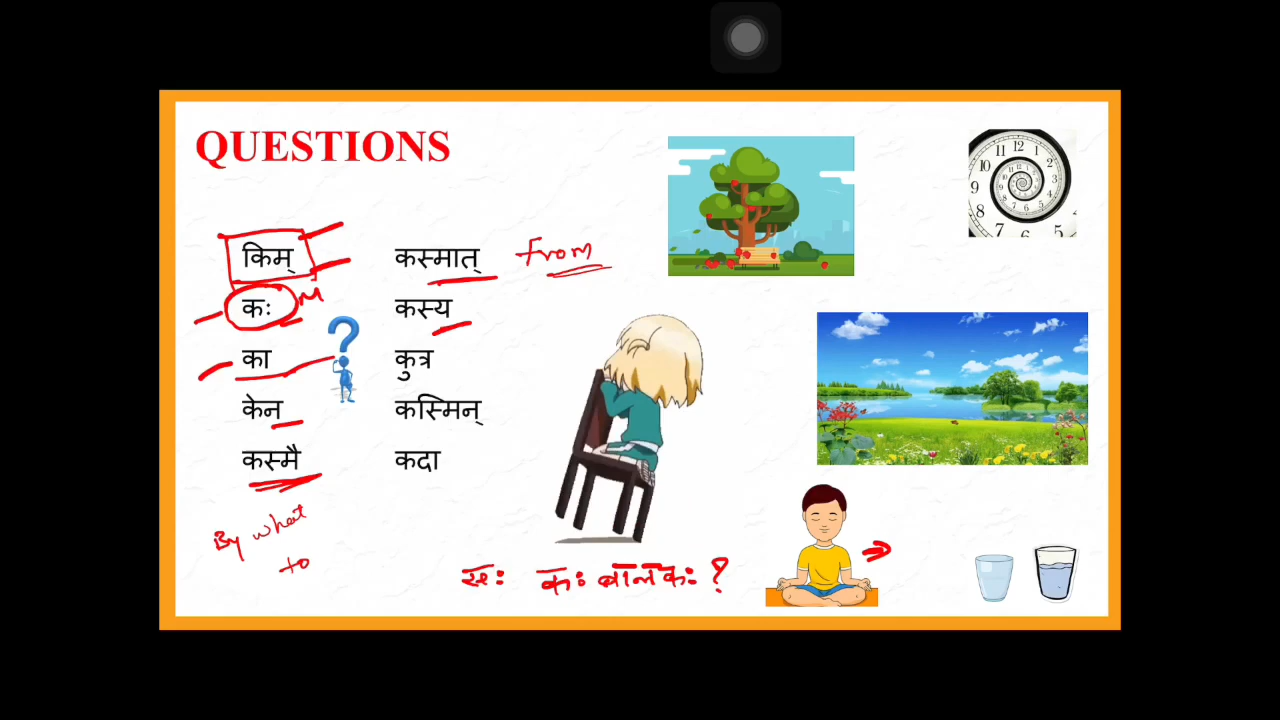 QUESTIONS
किम्
कः M
का
केन
कस्मै
By what
to
कस्मात् from
कस्य
कुत्र
कस्मिन्
कदा
सः कः बालकः ?